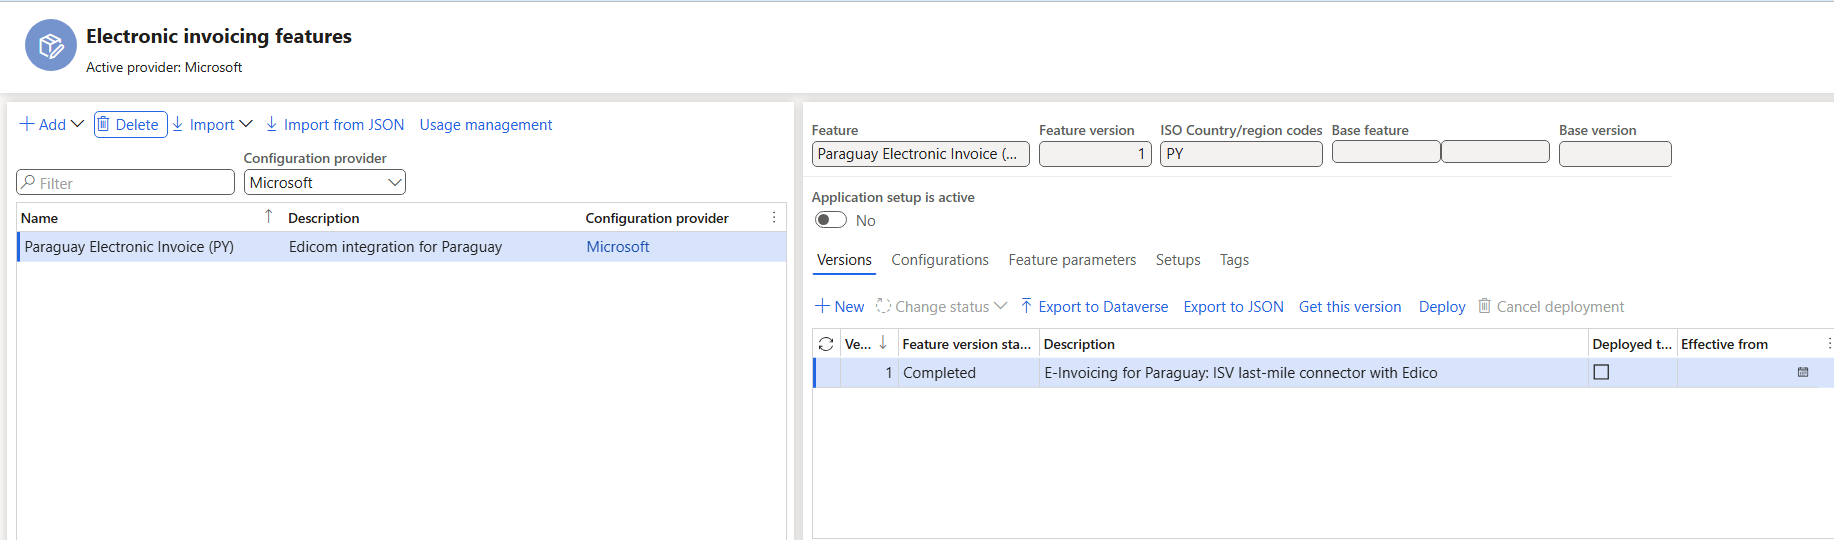 Electronic invoicing features
Active provider: Microsoft
Add Delete Import Import from JSON Usage management
Configuration provider
Filter Microsoft
Name Description Configuration provider
Paraguay Electronic Invoice (PY) Edicom integration for Paraguay Microsoft
Feature Feature version ISO Country/region codes Base feature Base version
Paraguay Electronic Invoice (... 1 PY
Application setup is active
No
Versions Configurations Feature parameters Setups Tags
New Change status Export to Dataverse Export to JSON Get this version Deploy Cancel deployment
Ve... Feature version sta... Description Deployed t... Effective from
1 Completed E-Invoicing for Paraguay: ISV last-mile connector with Edico